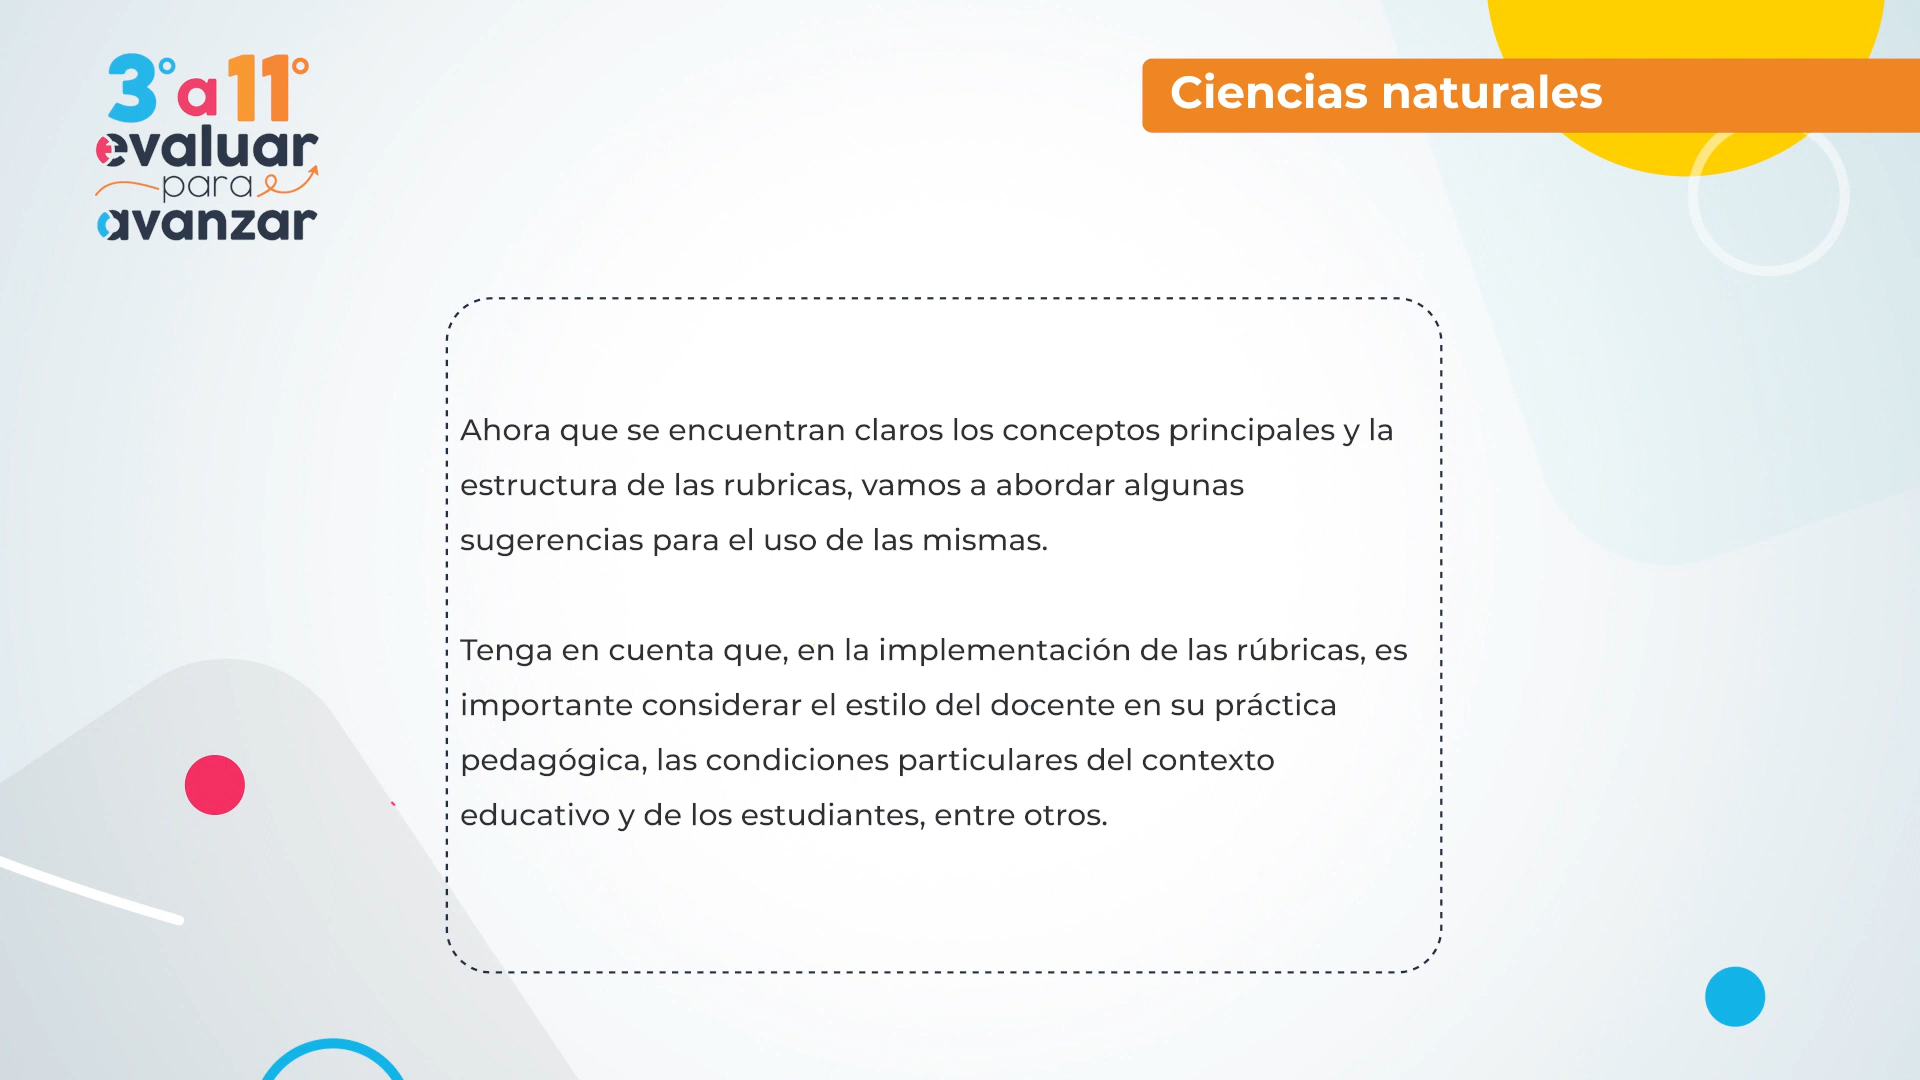 3° a 11°
evaluar
para
avanzar
Ciencias naturales
Ahora que se encuentran claros los conceptos principales y la
estructura de las rubricas, vamos a abordar algunas
sugerencias para el uso de las mismas.
Tenga en cuenta que, en la implementación de las rúbricas, es
importante considerar el estilo del docente en su práctica
pedagógica, las condiciones particulares del contexto
educativo y de los estudiantes, entre otros.